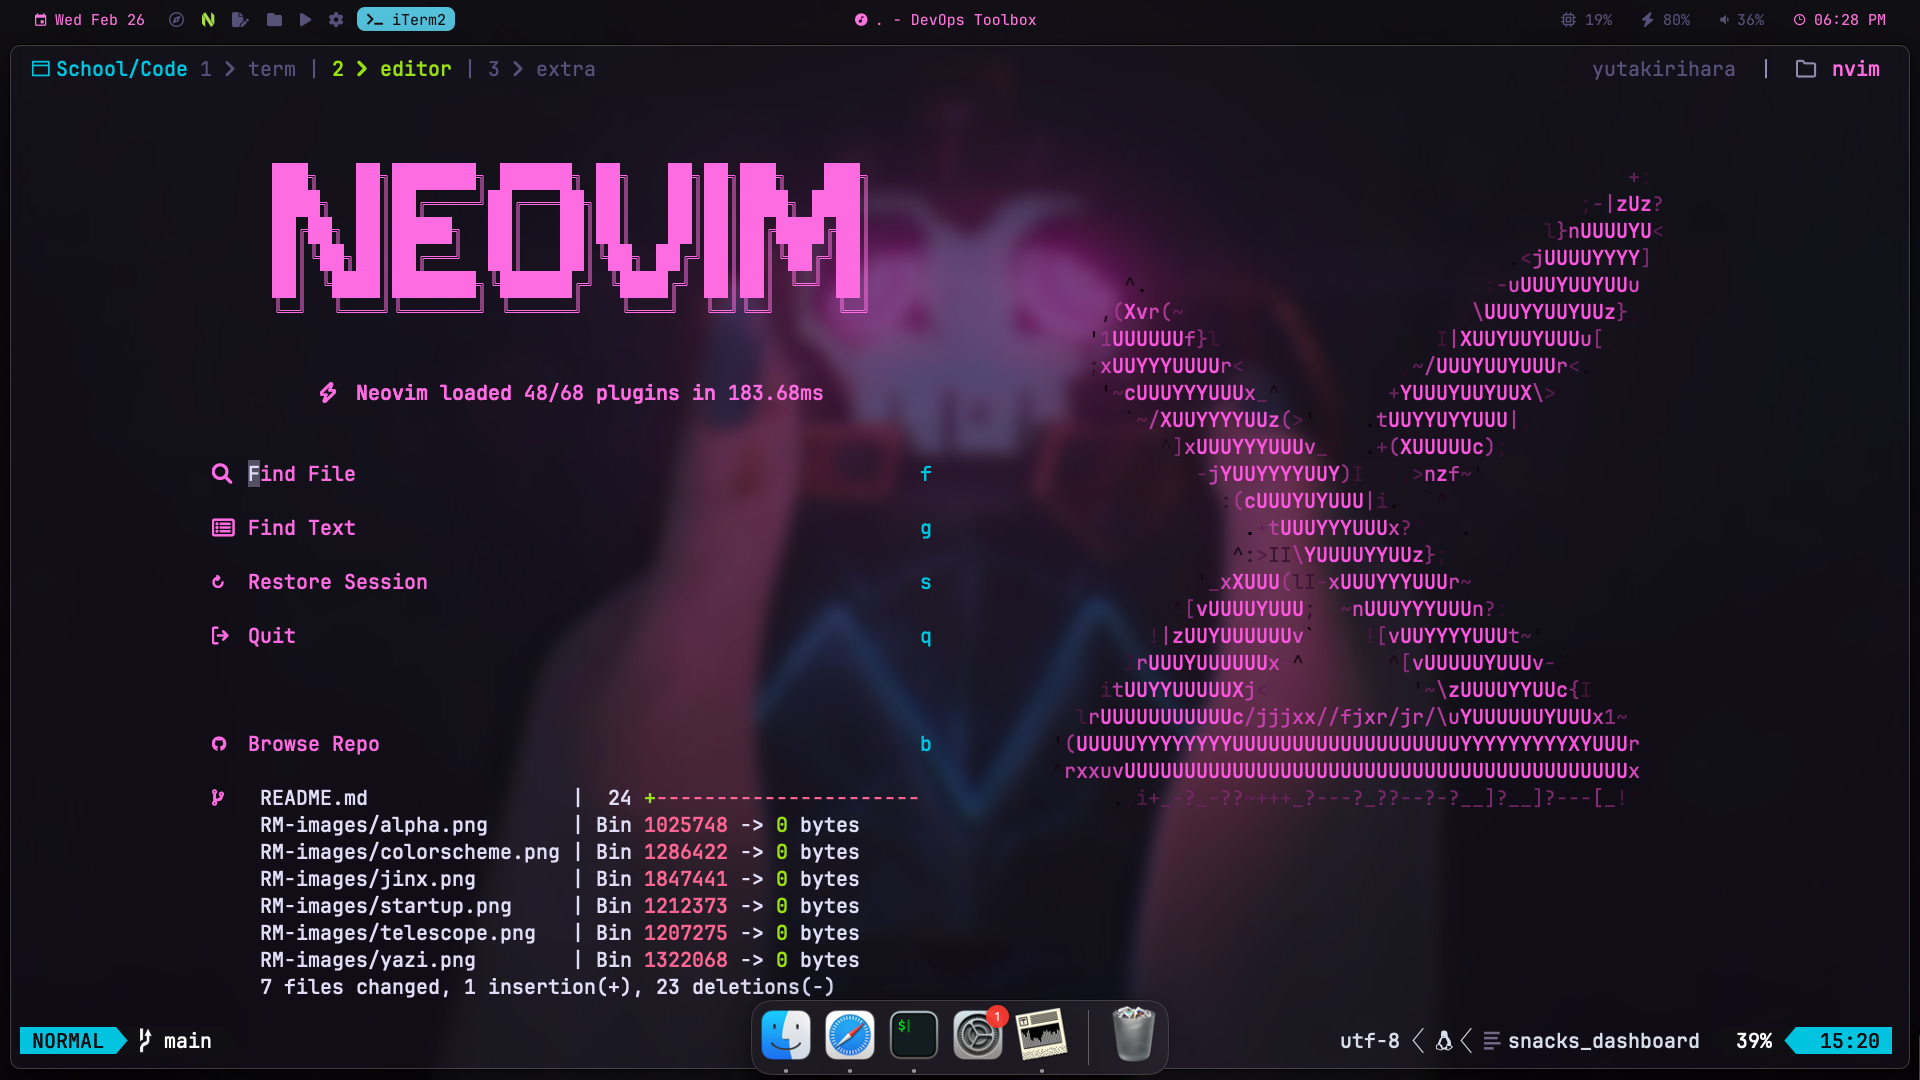 Wed Feb 26
iTerm2
. - DevOps Toolbox
19%
80%
36%
06:28 PM
School/Code 1 > term | 2 > editor | 3 > extra
yutakirihara | nvim
NEOVIM
Neovim loaded 48/68 plugins in 183.68ms
Find File f
Find Text g
Restore Session s
Quit q
Browse Repo b
README.md | 24 +----------------------
RM-images/alpha.png | Bin 1025748 -> 0 bytes
RM-images/colorscheme.png | Bin 1286422 -> 0 bytes
RM-images/jinx.png | Bin 1847441 -> 0 bytes
RM-images/startup.png | Bin 1212373 -> 0 bytes
RM-images/telescope.png | Bin 1207275 -> 0 bytes
RM-images/yazi.png | Bin 1322068 -> 0 bytes
7 files changed, 1 insertion(+), 23 deletions(-)
1
NORMAL main
utf-8 snacks_dashboard 39% 15:20